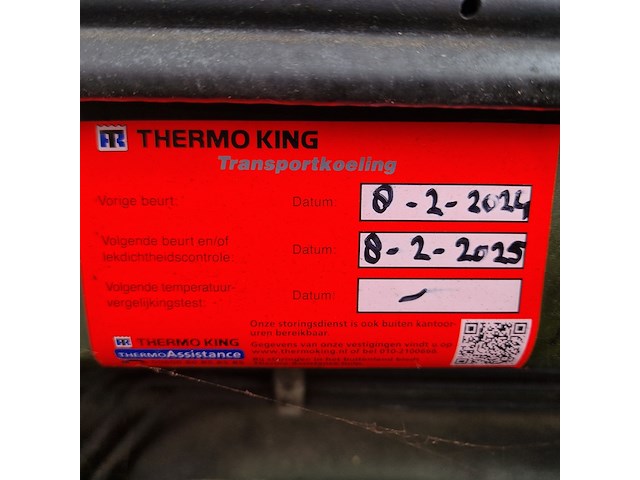 THERMO KING
Transportkoeling
Vorige beurt: Datum: 8-2-2024
Volgende beurt en/of
lekdichtheidscontrole: Datum: 8-2-2025
Volgende temperatuur-
vergelijkingstest: Datum: -
Onze storingsdienst is ook buiten kantoor-
uren bereikbaar.
THERMO KING
Gegevens van onze vestigingen vindt u op
THERMOAssistance
www.thermoking.nl of bel